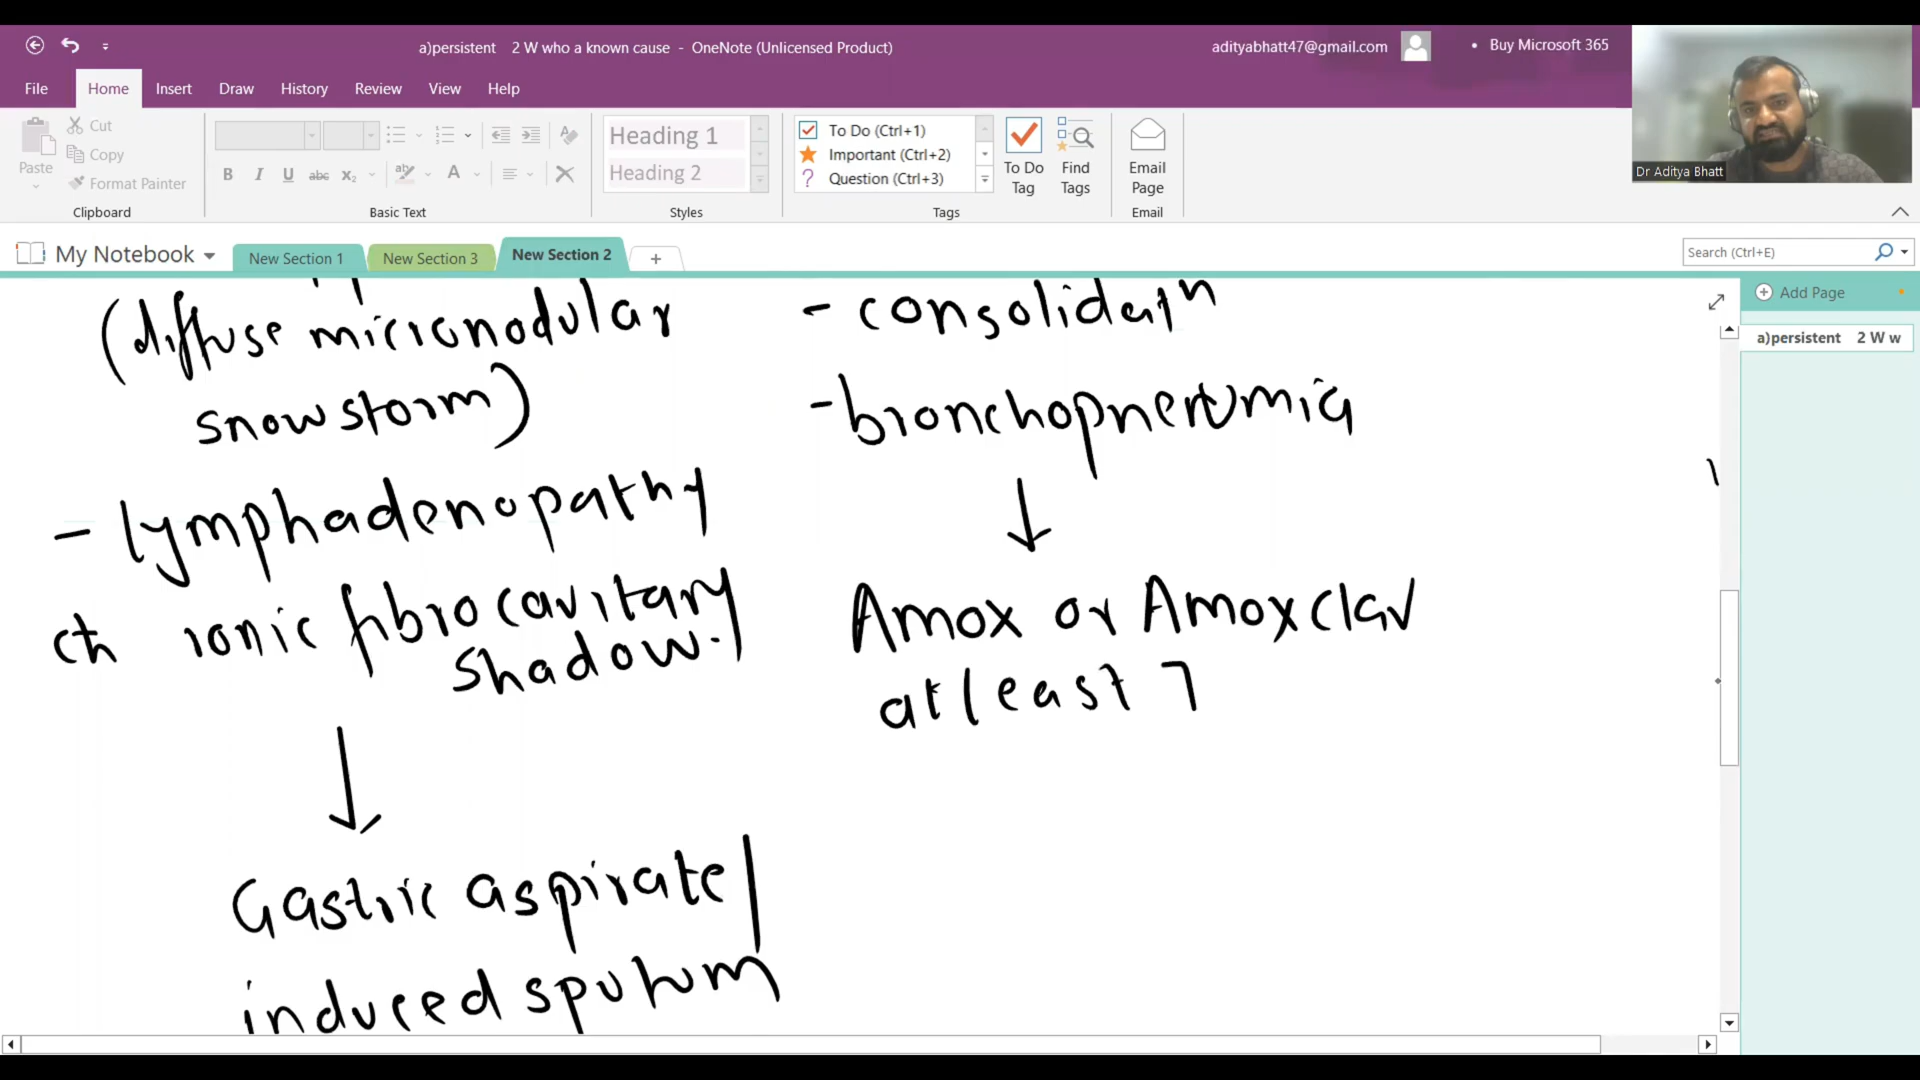 a)persistent 2 W who a known cause - OneNote (Unlicensed Product)
adityabhatt47@gmail.com
Buy Microsoft 365
File Home Insert Draw History Review View Help
Paste
Cut
Copy
Format Painter
Clipboard
B I U abc X₂ A
Basic Text
Heading 1
Heading 2
Styles
To Do (Ctrl+1)
Important (Ctrl+2)
Question (Ctrl+3)
To Do Tag
Find Tags
Tags
Email Page
Email
Dr Aditya Bhatt
My Notebook
New Section 1
New Section 3
New Section 2
Search (Ctrl+E)
Add Page
a)persistent 2 W w
(diffuse micronodular
snow storm)
- lymphadenopathy
ch ronic fibrocavitary
shadow.
Gastric aspirate/
induced sputum
- consolidatn
- bronchopneumia
Amox or Amoxclav
atleast 7